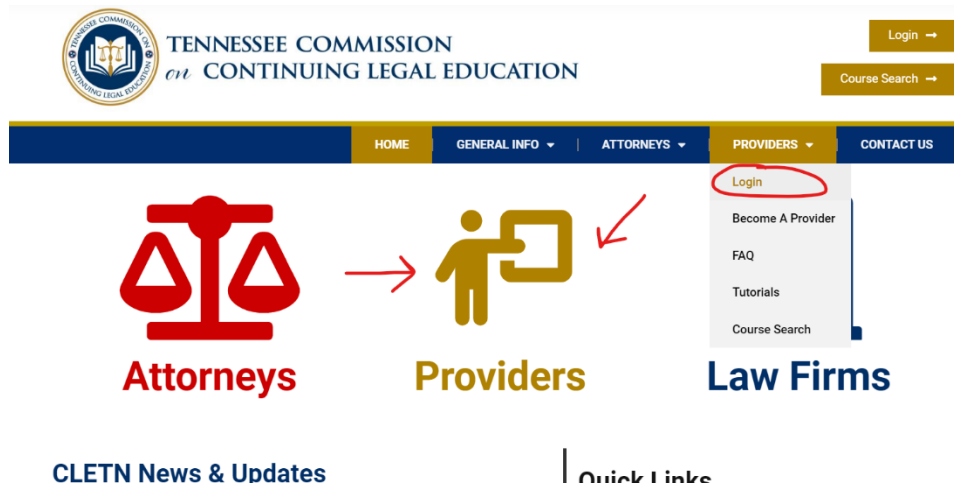 TENNESSEE COMMISSION
on CONTINUING LEGAL EDUCATION
Login →
Course Search →
HOME
GENERAL INFO
ATTORNEYS
PROVIDERS
CONTACT US
Login
Become A Provider
FAQ
Tutorials
Course Search
Attorneys
Providers
Law Firms
CLETN News & Updates
Quick Links